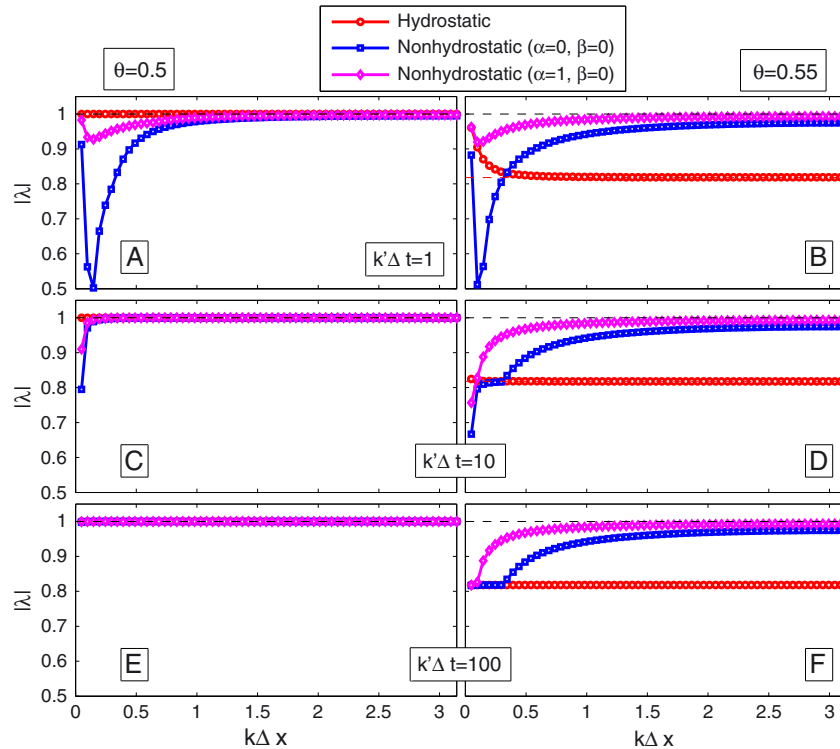 Hydrostatic
Nonhydrostatic (α=0, β=0)
Nonhydrostatic (α=1, β=0)
θ=0.5
θ=0.55
1
0.9
0.8
0.7
0.6
0.5
|λ|
A
B
k'Δ t=1
1
0.9
0.8
0.7
0.6
0.5
|λ|
C
D
k'Δ t=10
1
0.9
0.8
0.7
0.6
0.5
|λ|
E
F
k'Δ t=100
0 0.5 1 1.5 2 2.5 3
0 0.5 1 1.5 2 2.5 3
kΔ x
kΔ x